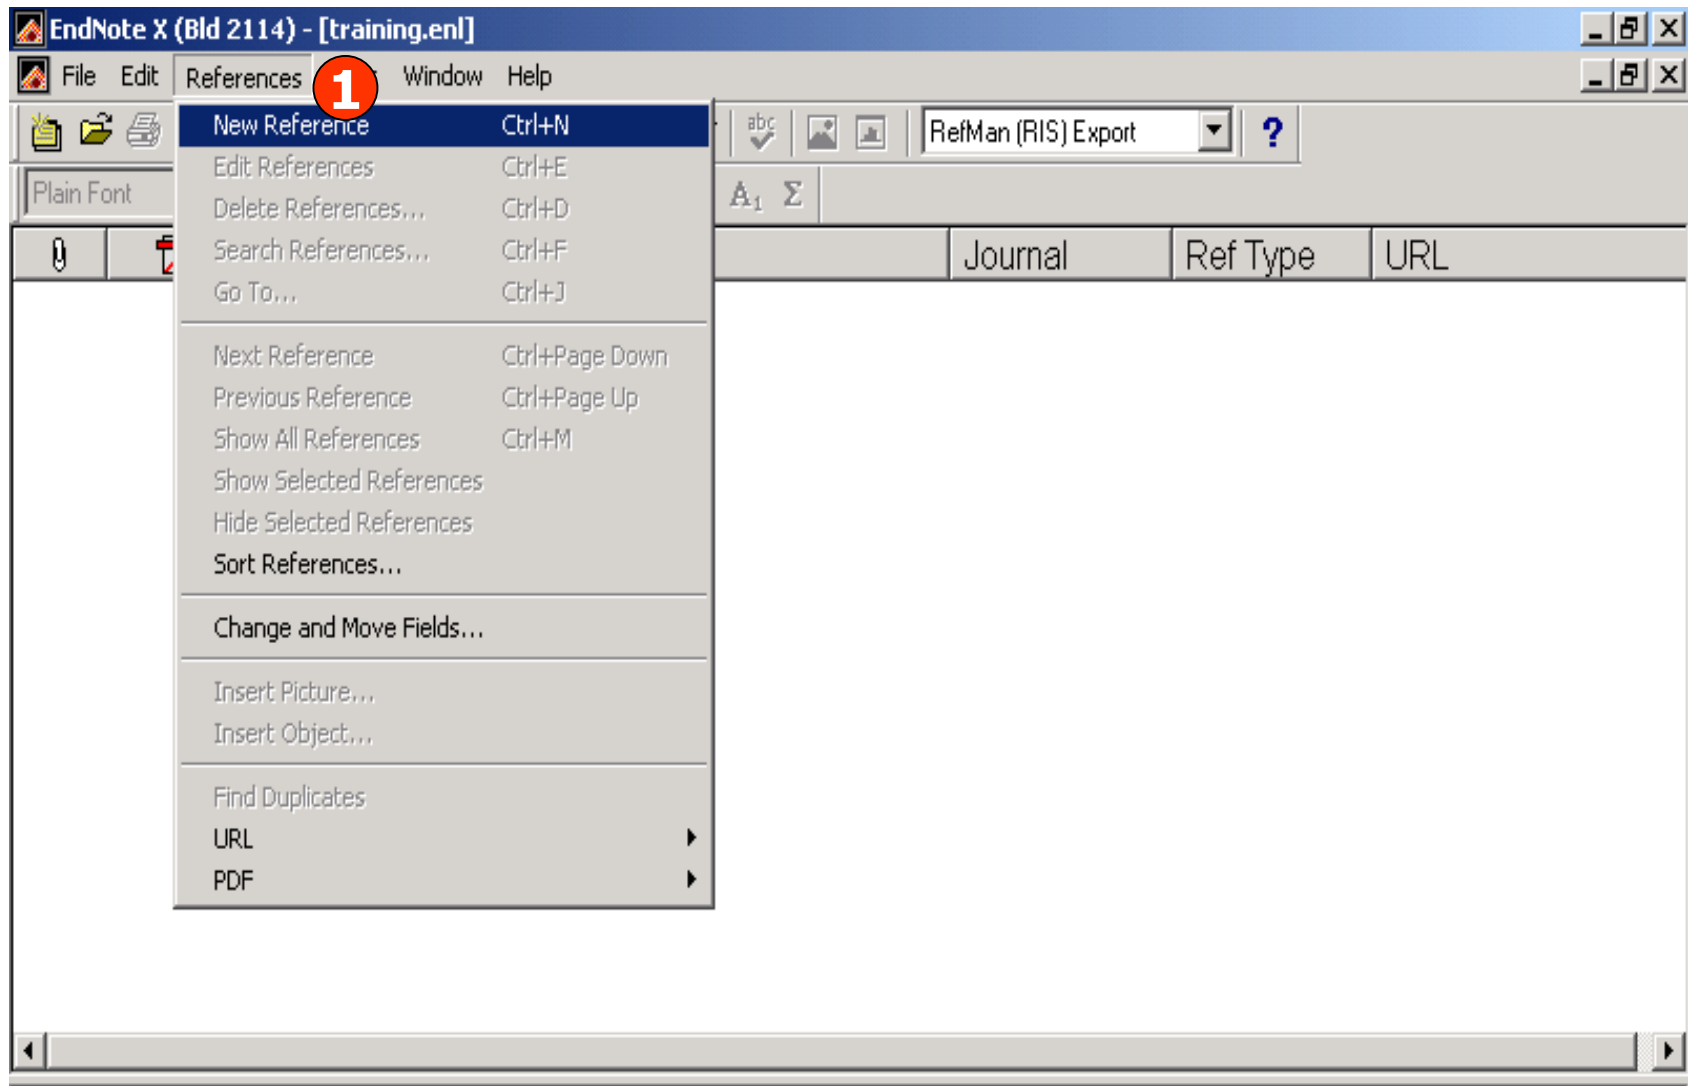 EndNote X (Bld 2114) - [training.enl]
File Edit References 1 Window Help
New Reference Ctrl+N
abc RefMan (RIS) Export ?
Edit References Ctrl+E
Plain Font A1 Σ
Delete References... Ctrl+D
Search References... Ctrl+F
Journal Ref Type URL
Go To... Ctrl+J
Next Reference Ctrl+Page Down
Previous Reference Ctrl+Page Up
Show All References Ctrl+M
Show Selected References
Hide Selected References
Sort References...
Change and Move Fields...
Insert Picture...
Insert Object...
Find Duplicates
URL
PDF